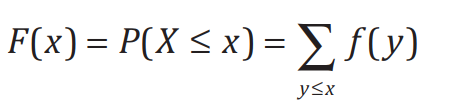 F(x) = P(X ≤ x) = ∑ f(y)
y≤x